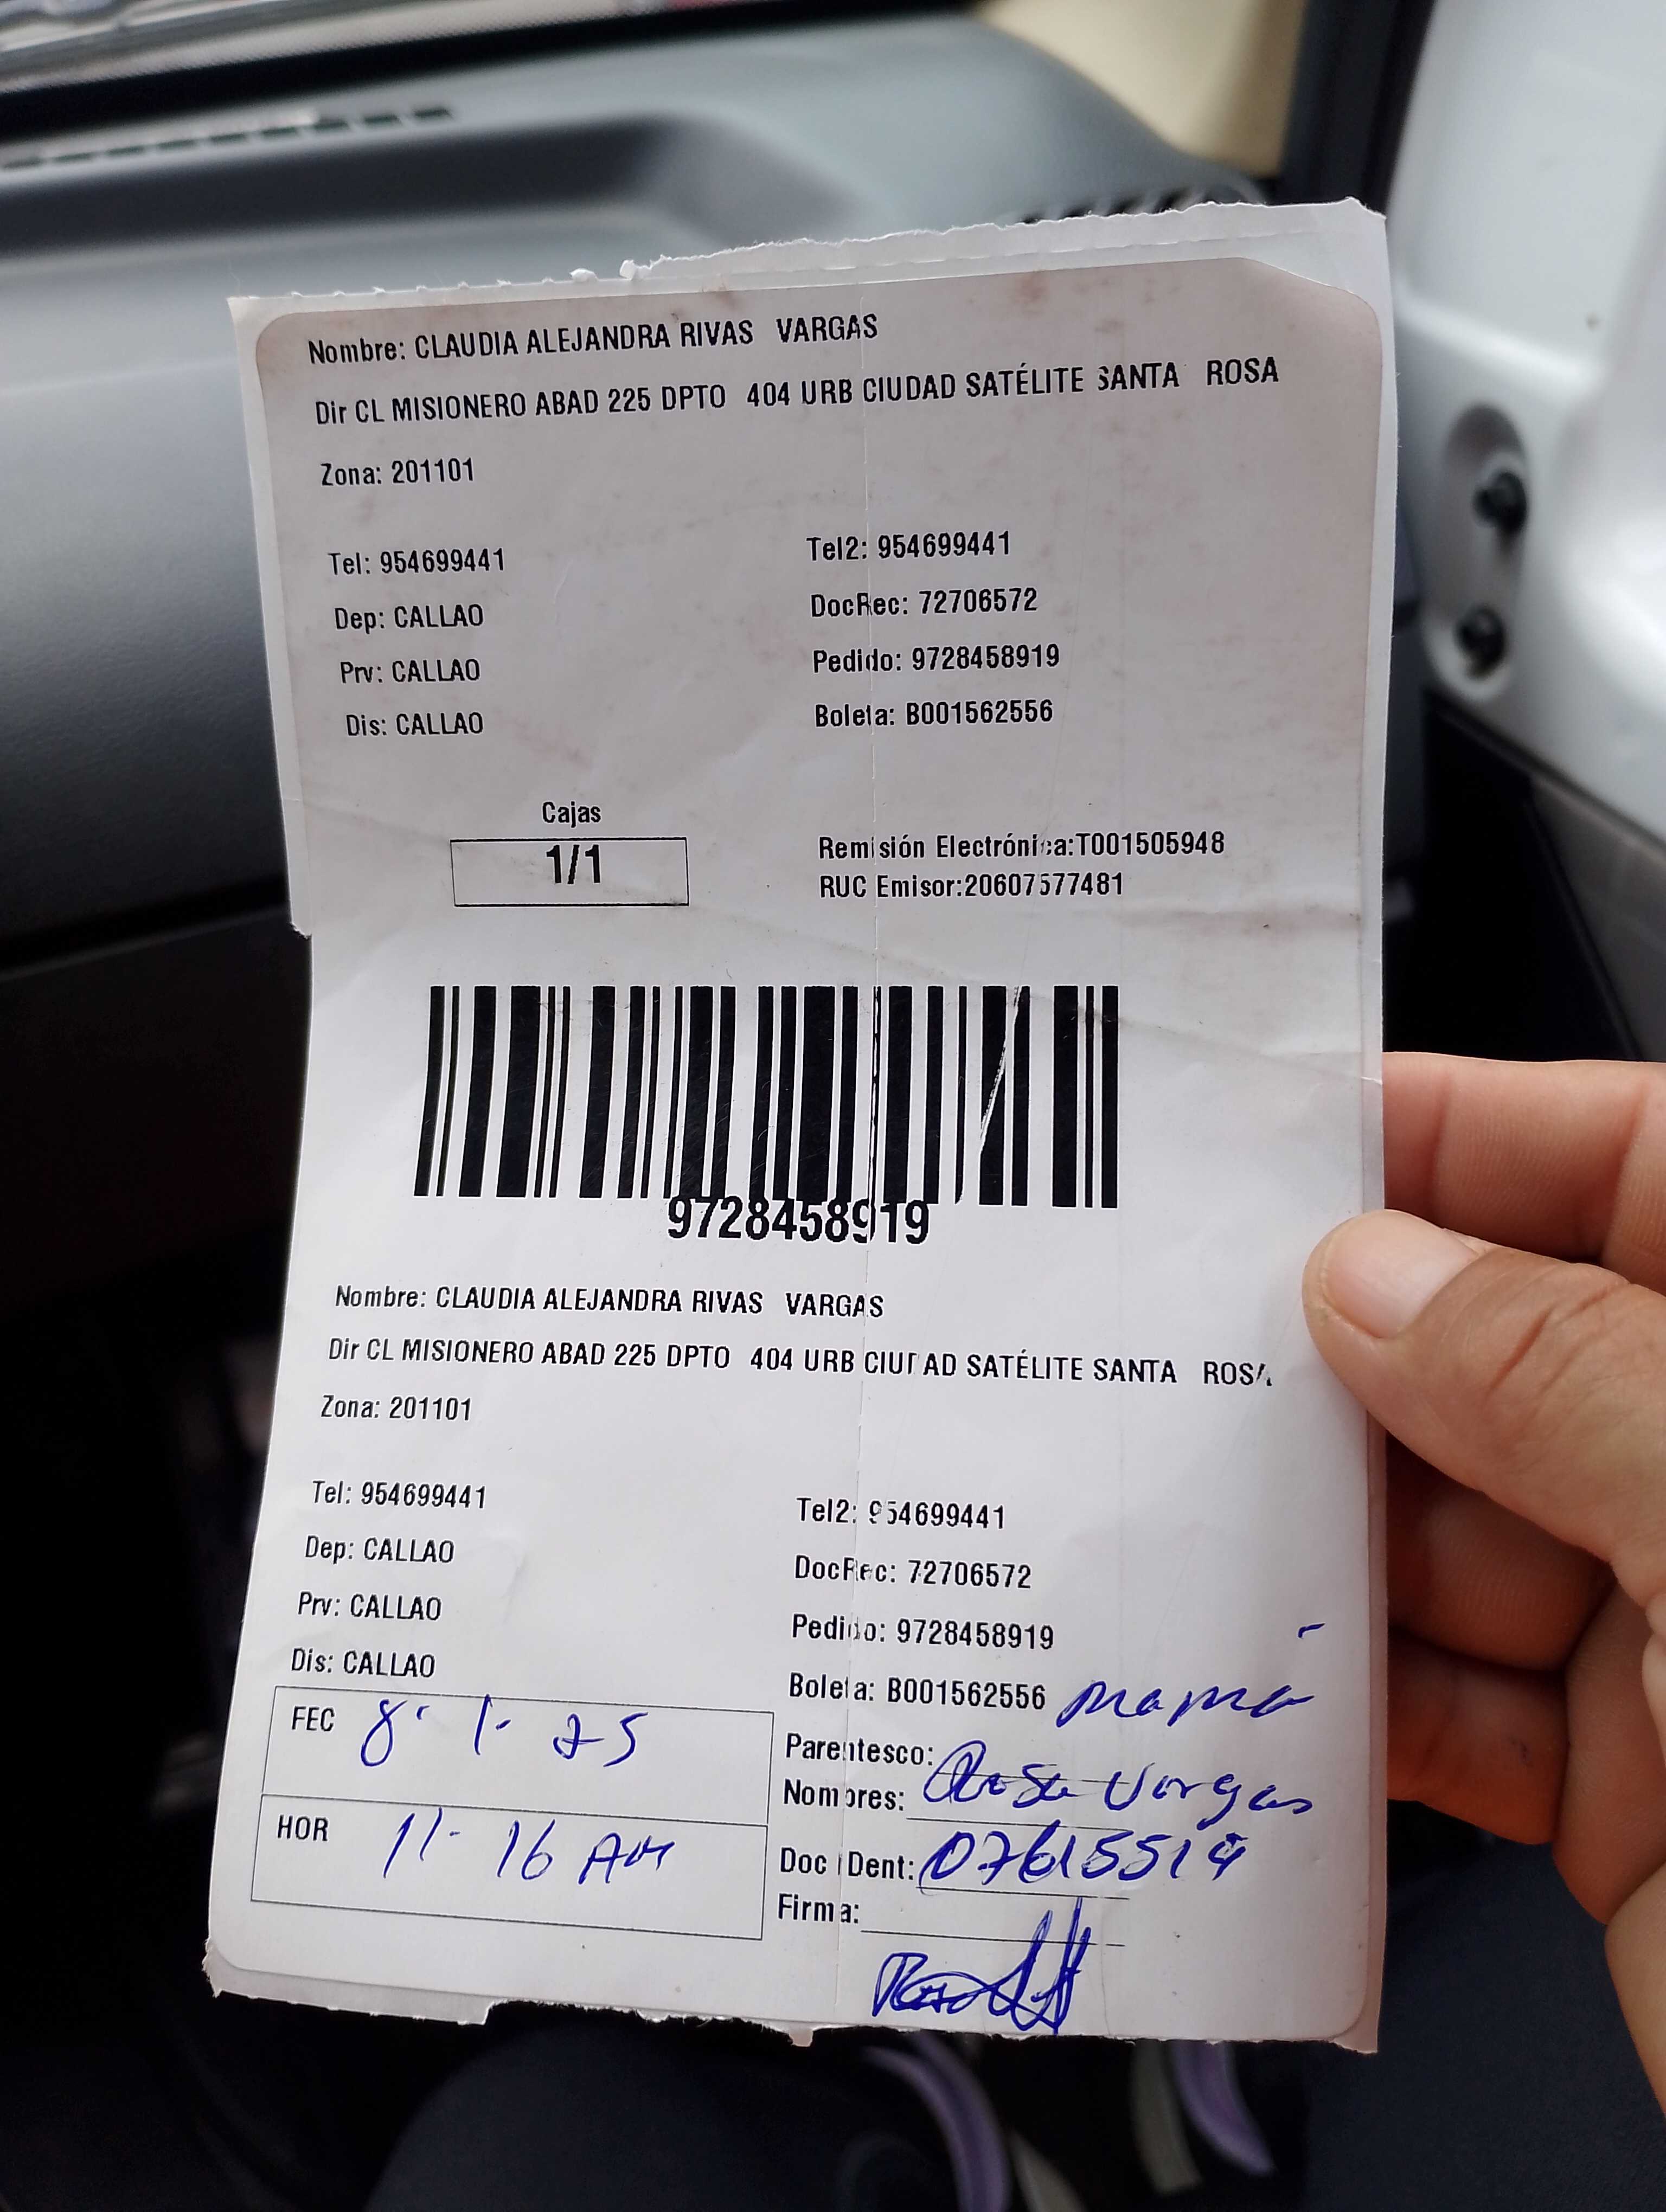 Nombre: CLAUDIA ALEJANDRA RIVAS VARGAS
Dir CL MISIONERO ABAD 225 DPTO 404 URB CIUDAD SATÉLITE SANTA ROSA
Zona: 201101
Tel: 954699441 Tel2: 954699441
Dep: CALLAO DocRec: 72706572
Prv: CALLAO Pedido: 9728458919
Dis: CALLAO Boleta: B001562556
Cajas
1/1
Remisión Electrónica:T001505948
RUC Emisor:20607577481
9728458919
Nombre: CLAUDIA ALEJANDRA RIVAS VARGAS
Dir CL MISIONERO ABAD 225 DPTO 404 URB CIUDAD SATÉLITE SANTA ROSA
Zona: 201101
Tel: 954699441 Tel2: 954699441
Dep: CALLAO DocRec: 72706572
Prv: CALLAO Pedido: 9728458919
Dis: CALLAO Boleta: B001562556
FEC 8. 1- 25
HOR 11- 16 AM
mamá
Parentesco:
Nombres: Rosa Vargas
Doc IDent:
Firma: